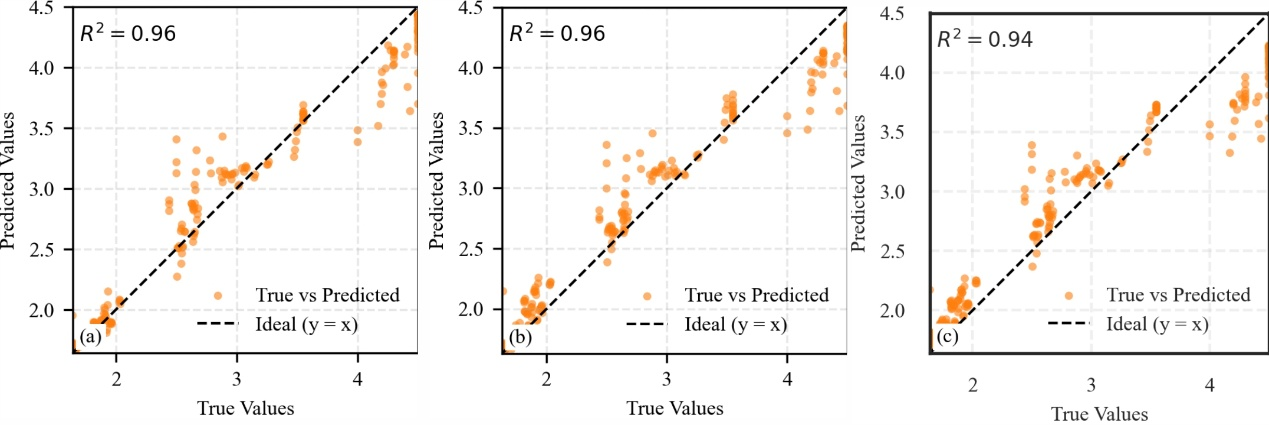 R² = 0.96
4.5
4.0
3.5
3.0
2.5
2.0
Predicted Values
True vs Predicted
Ideal (y = x)
(a)
2 3 4
True Values
R² = 0.96
4.5
4.0
3.5
3.0
2.5
2.0
Predicted Values
True vs Predicted
Ideal (y = x)
(b)
2 3 4
True Values
R² = 0.94
4.5
4.0
3.5
3.0
2.5
2.0
Predicted Values
True vs Predicted
Ideal (y = x)
(c)
2 3 4
True Values